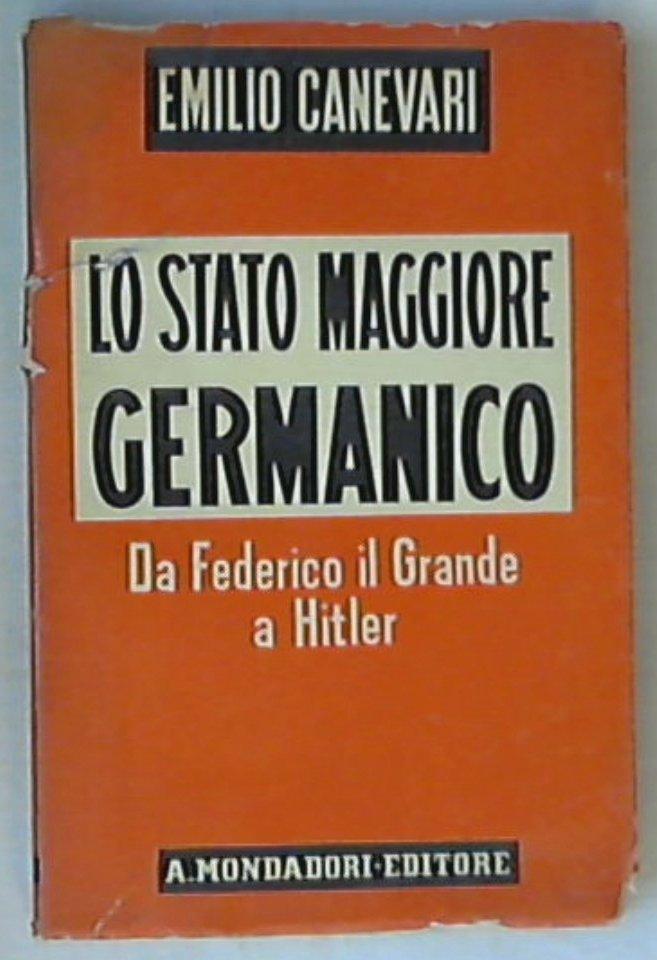 EMILIO CANEVARI
LO STATO MAGGIORE
GERMANICO
Da Federico il Grande
a Hitler
A. MONDADORI · EDITORE